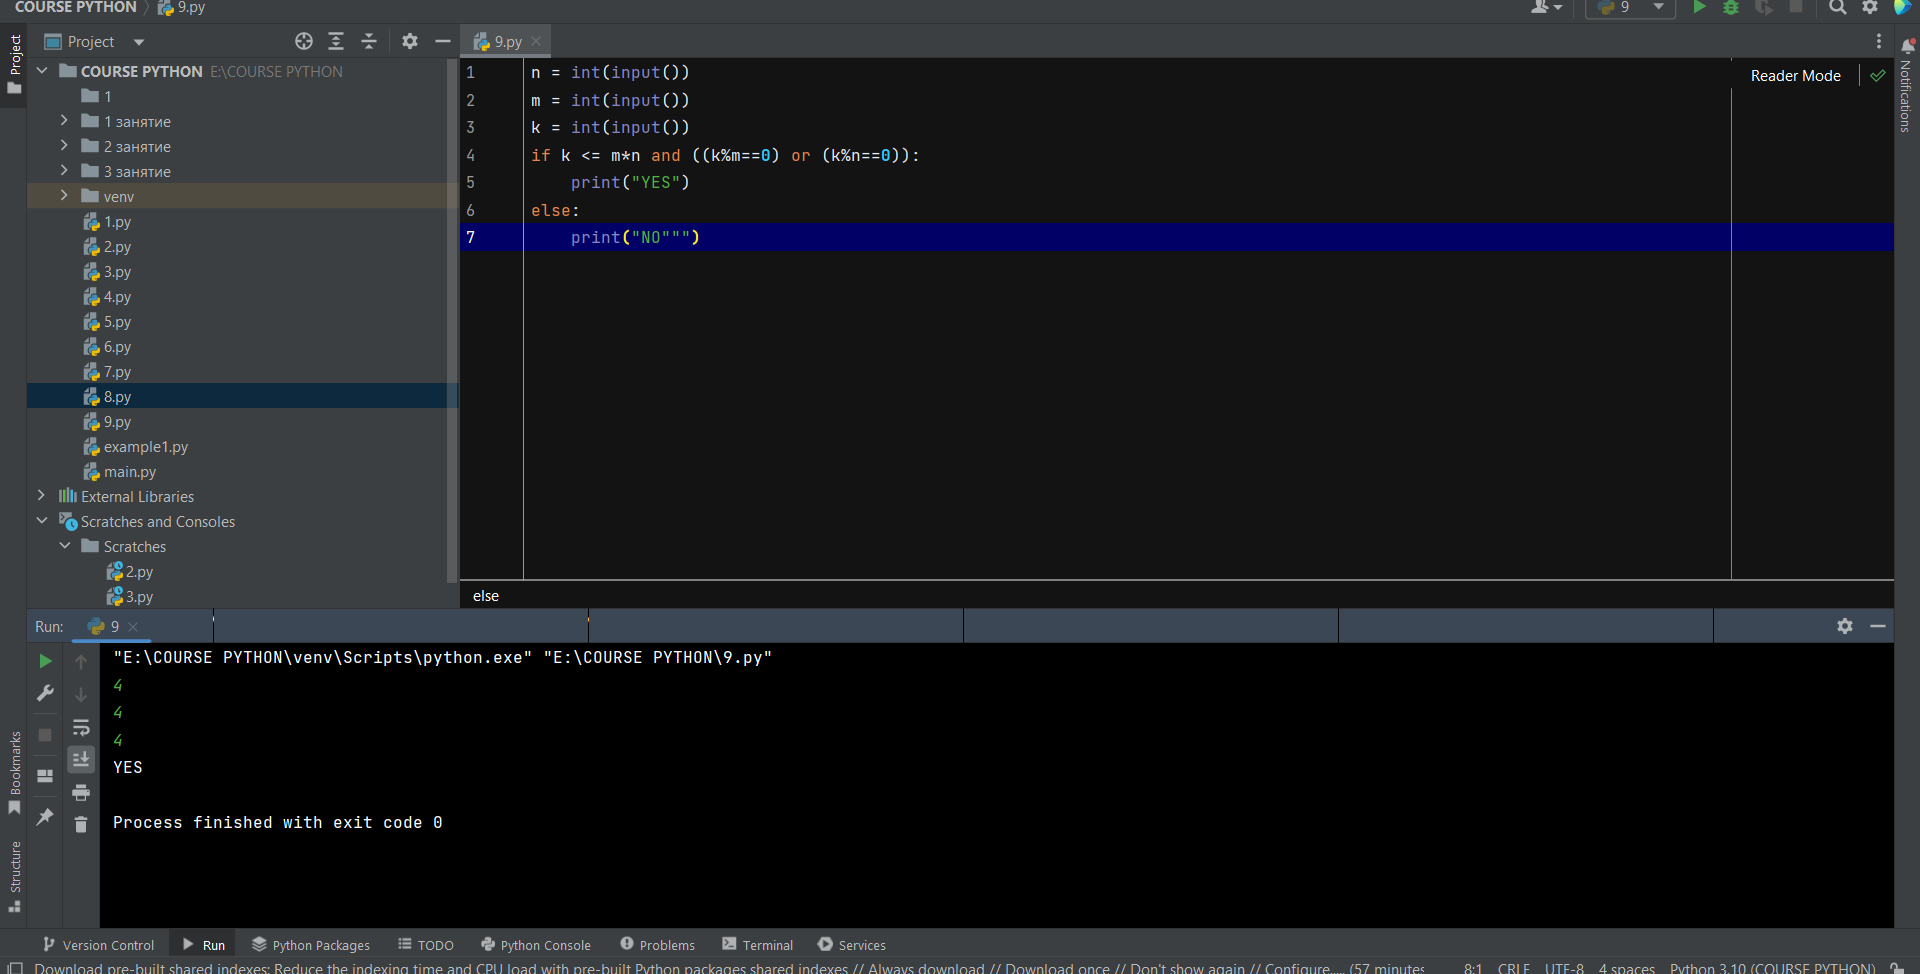 COURSE PYTHON 9.py
9
Project
Project
9.py
COURSE PYTHON E:\COURSE PYTHON
1
1 занятие
2 занятие
3 занятие
venv
1.py
2.py
3.py
4.py
5.py
6.py
7.py
8.py
9.py
example1.py
main.py
External Libraries
Scratches and Consoles
Scratches
2.py
3.py
1 n = int(input())
2 m = int(input())
3 k = int(input())
4 if k <= m*n and ((k%m==0) or (k%n==0)):
5 print("YES")
6 else:
7 print("NO""")
Reader Mode
Notifications
else
Run: 9
"E:\COURSE PYTHON\venv\Scripts\python.exe" "E:\COURSE PYTHON\9.py"
4
4
4
YES
Process finished with exit code 0
Bookmarks
Structure
Version Control Run Python Packages TODO Python Console Problems Terminal Services
Download pre-built shared indexes: Reduce the indexing time and CPU load with pre-built Python packages shared indexes // Always download // Download once // Don't show again // Configure... (57 minutes 8:1 CRLF UTF-8 4 spaces Python 3.10 (COURSE PYTHON)